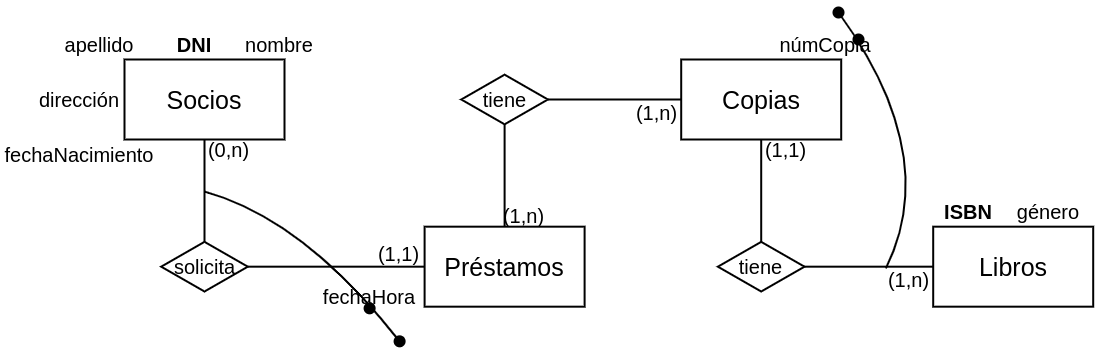 apellido DNI nombre
númCopia
Socios
dirección
tiene
Copias
(1,n)
fechaNacimiento
(0,n)
(1,1)
(1,n)
ISBN género
(1,1)
solicita
Préstamos
tiene
Libros
(1,n)
fechaHora